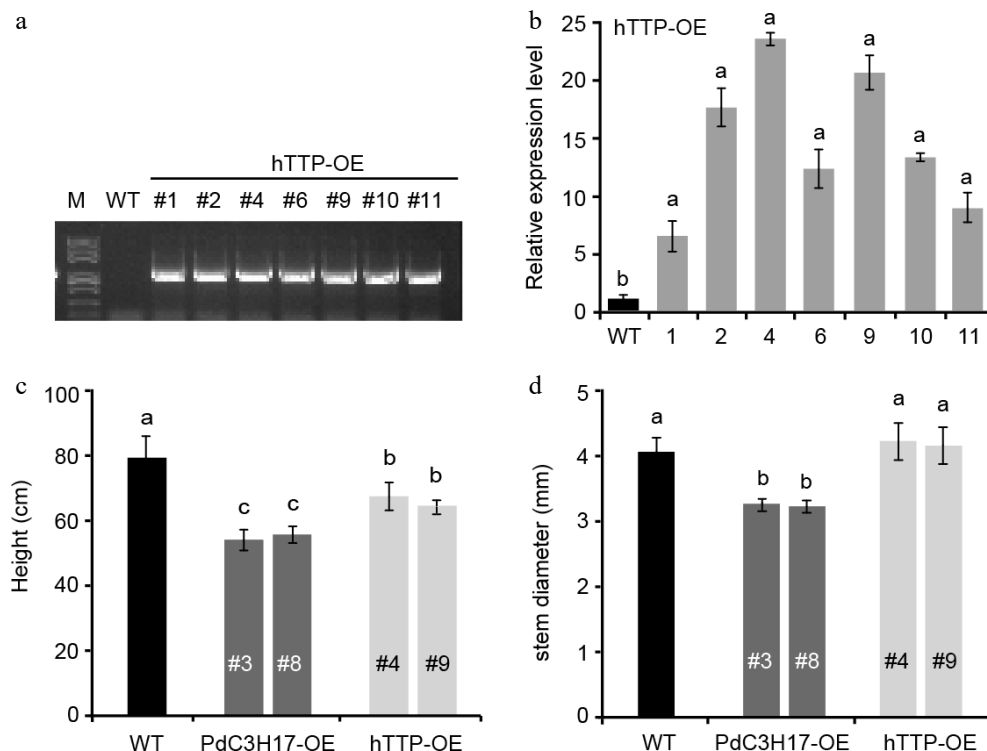 a
hTTP-OE
M WT #1 #2 #4 #6 #9 #10 #11
b
hTTP-OE
Relative expression level
25
20
15
10
5
0
b a a a a a a a
WT 1 2 4 6 9 10 11
c
Height (cm)
100
80
60
40
20
0
a c c b b
#3 #8 #4 #9
WT PdC3H17-OE hTTP-OE
d
stem diameter (mm)
5
4
3
2
1
0
a b b a a
#3 #8 #4 #9
WT PdC3H17-OE hTTP-OE